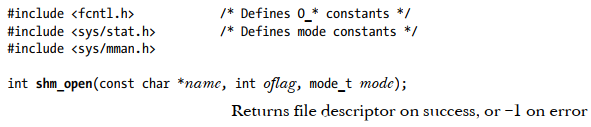 #include <fcntl.h> /* Defines O_* constants */
#include <sys/stat.h> /* Defines mode constants */
#include <sys/mman.h>
int shm_open(const char *name, int oflag, mode_t mode);
Returns file descriptor on success, or –1 on error